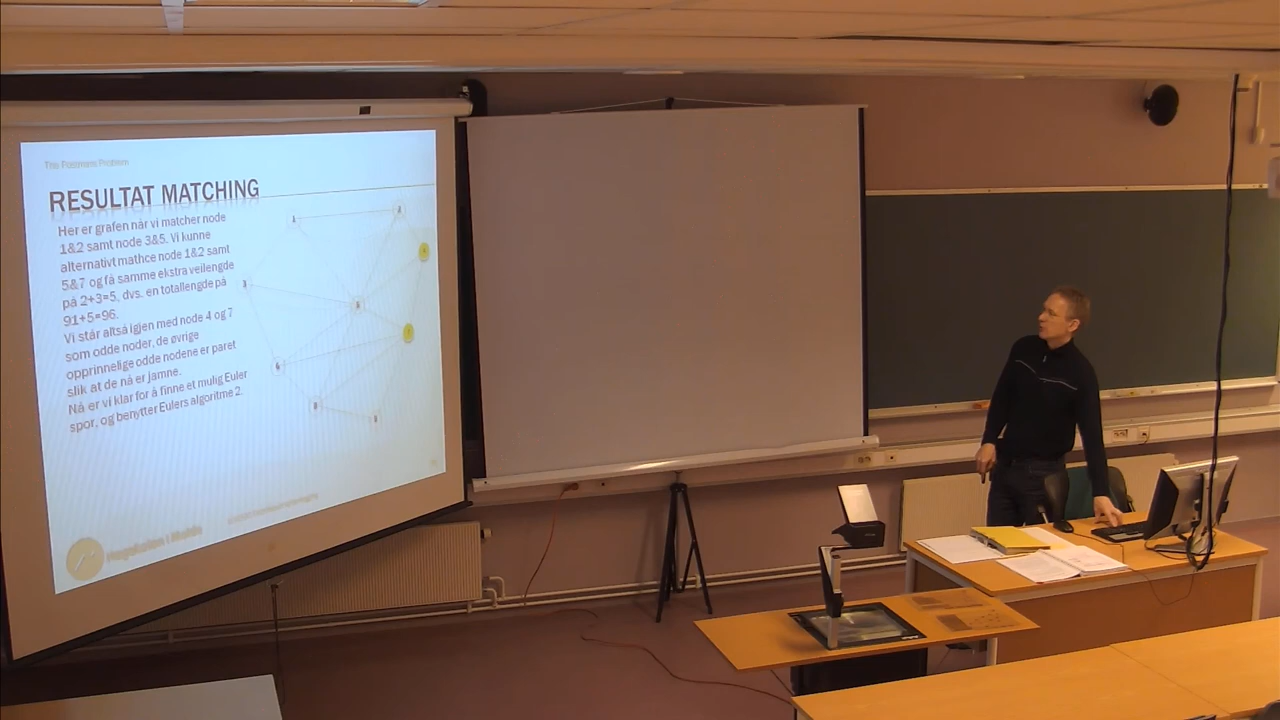 The Postmans Problem
RESULTAT MATCHING
Her er grafen når vi matcher node
1&2 samt node 3&5. Vi kunne
alternativt mathce node 1&2 samt
5&7 og få samme ekstra veilengde
på 2+3=5, dvs. en totallengde på
91+5=96.
Vi står altså igjen med node 4 og 7
som odde noder, de øvrige
opprinnelige odde nodene er paret
slik at de nå er jamne.
Nå er vi klar for å finne et mulig Euler
spor, og benytter Eulers algoritme 2.
Høgskolen i Molde